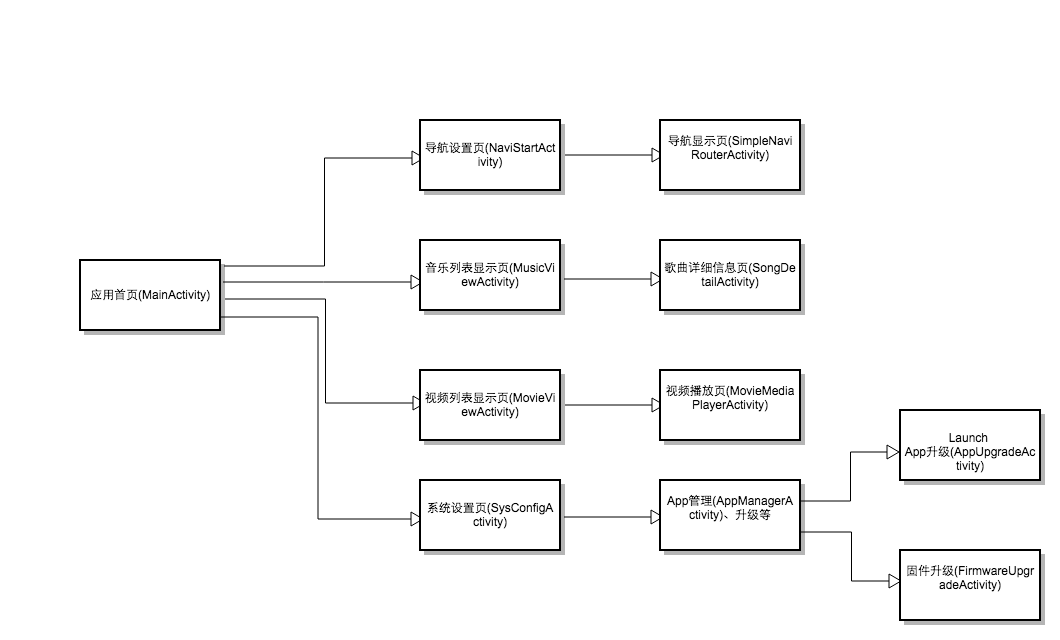 应用首页(MainActivity)
导航设置页(NaviStartAct
ivity)
导航显示页(SimpleNavi
RouterActivity)
音乐列表显示页(MusicVi
ewActivity)
歌曲详细信息页(SongDe
tailActivity)
视频列表显示页(MovieVi
ewActivity)
视频播放页(MovieMedia
PlayerActivity)
系统设置页(SysConfigA
ctivity)
App管理(AppManagerA
ctivity)、升级等
Launch
App升级(AppUpgradeAc
tivity)
固件升级(FirmwareUpgr
adeActivity)